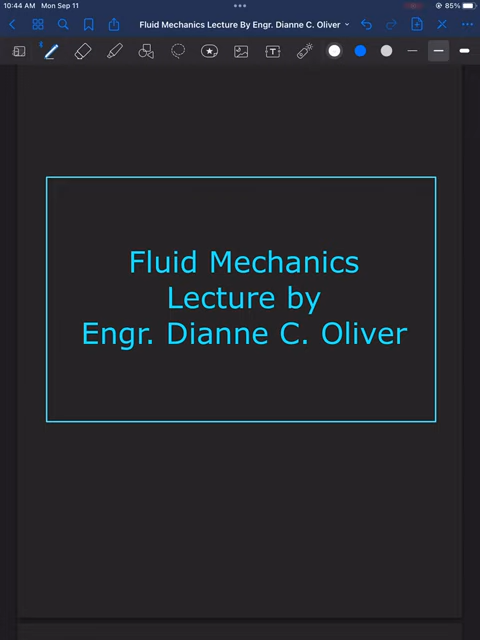 10:44 AM Mon Sep 11
85%
Fluid Mechanics Lecture By Engr. Dianne C. Oliver
Fluid Mechanics
Lecture by
Engr. Dianne C. Oliver